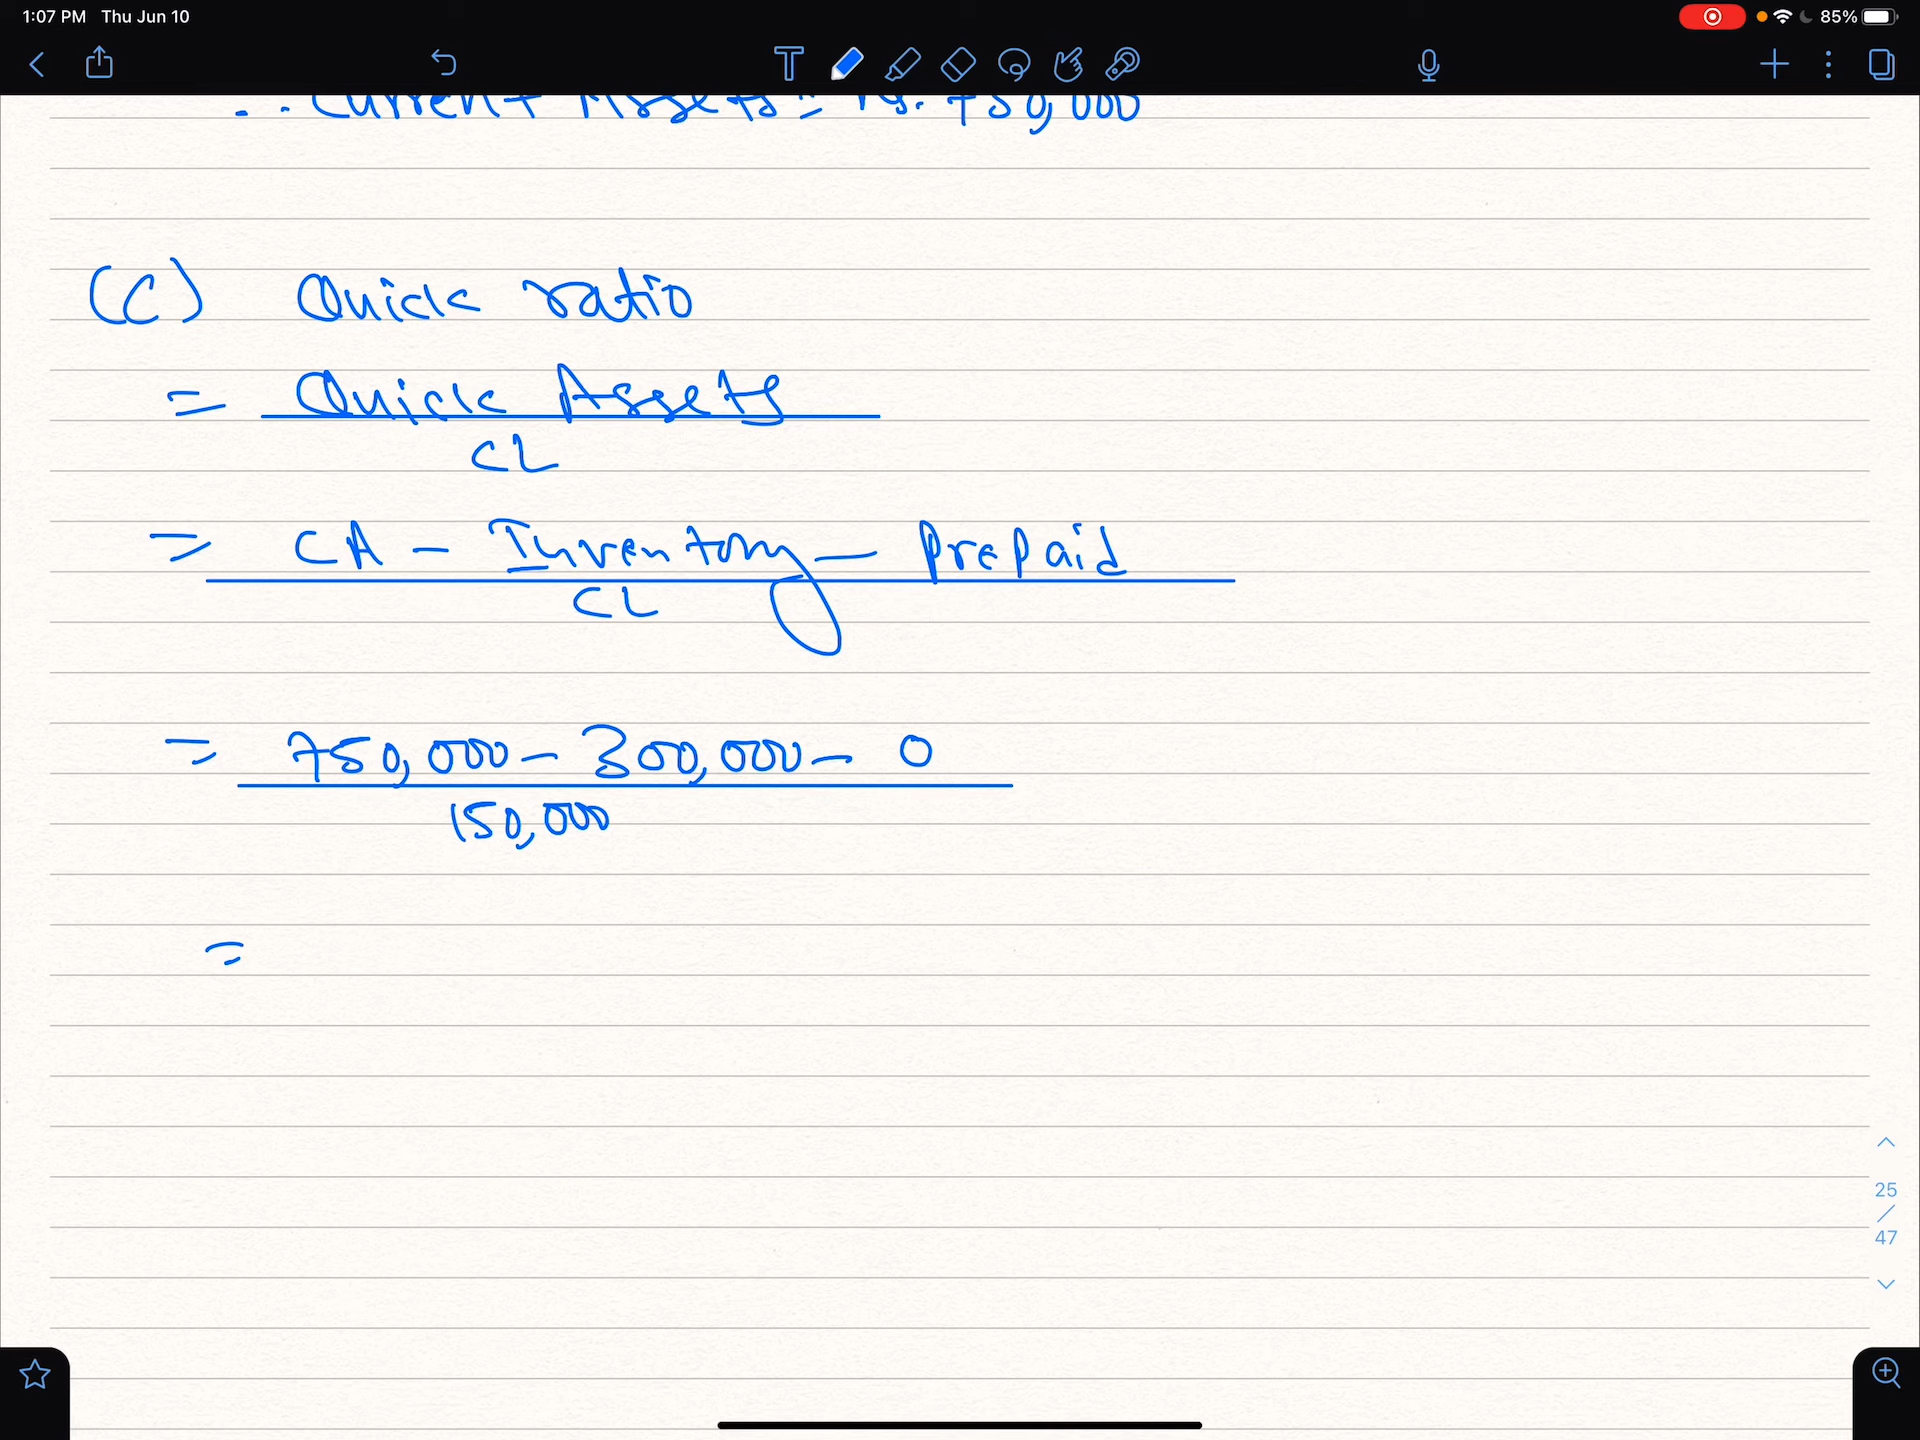 1:07 PM Thu Jun 10
85%
T
∴ Current Assets = Rs. 750,000
(C) Quick ratio
= Quick Assets
CL
= CA - Inventory - Prepaid
CL
= 750,000 - 300,000 - 0
150,000
=
25
/
47